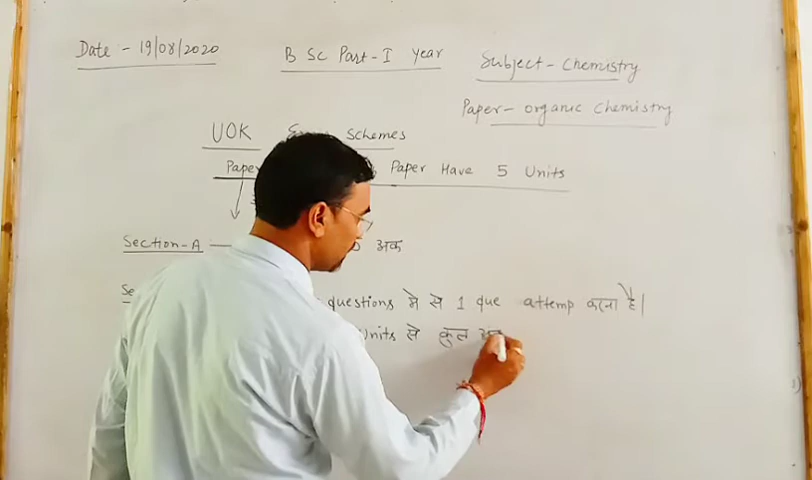 Date :- 19/08/2020
B Sc Part-I Year
Subject- Chemistry
Paper- organic Chemistry
UOK Schemes
Paper Paper Have 5 Units
Section-A अंक
questions मे से 1 que attemp करना है।
Units से कुल